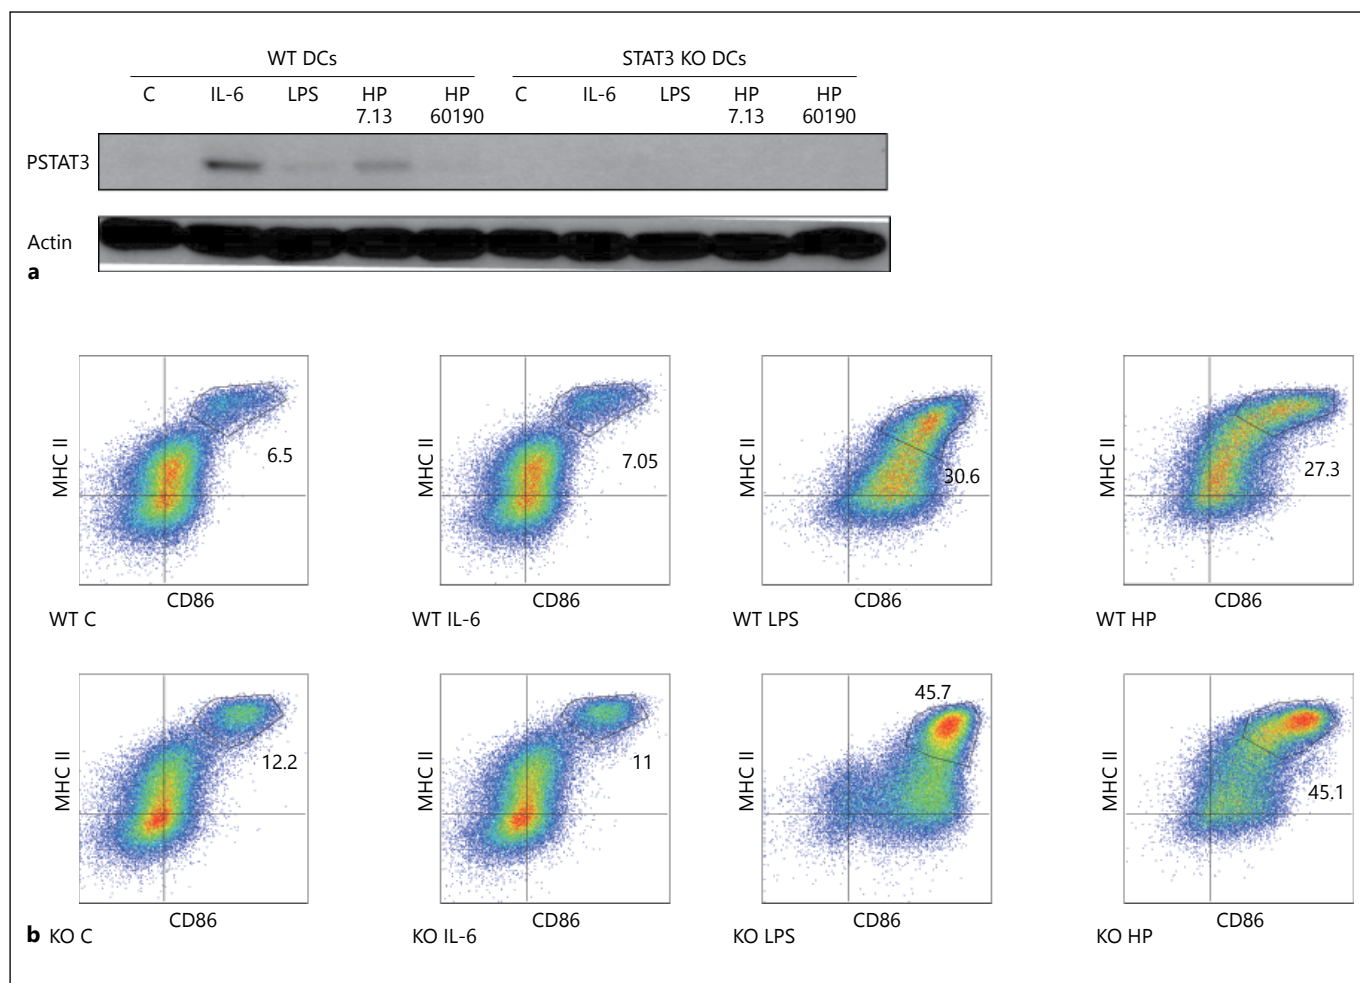 WT DCs STAT3 KO DCs
C IL-6 LPS HP HP C IL-6 LPS HP HP
7.13 60190 7.13 60190
PSTAT3
Actin
a
MHC II 6.5 MHC II 7.05 MHC II 30.6 MHC II 27.3
CD86 CD86 CD86 CD86
WT C WT IL-6 WT LPS WT HP
MHC II 12.2 MHC II 11 MHC II 45.7 MHC II 45.1
CD86 CD86 CD86 CD86
b KO C KO IL-6 KO LPS KO HP